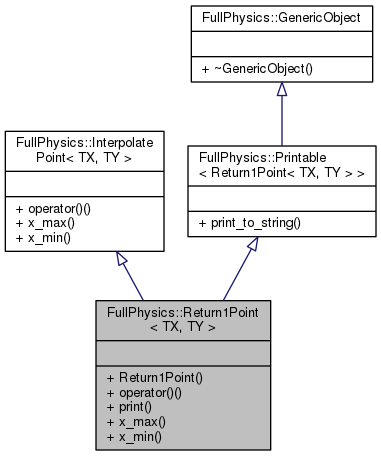 FullPhysics::GenericObject
+ ~GenericObject()
FullPhysics::Interpolate
Point< TX, TY >
+ operator()()
+ x_max()
+ x_min()
FullPhysics::Printable
< Return1Point< TX, TY > >
+ print_to_string()
FullPhysics::Return1Point
< TX, TY >
+ Return1Point()
+ operator()()
+ print()
+ x_max()
+ x_min()